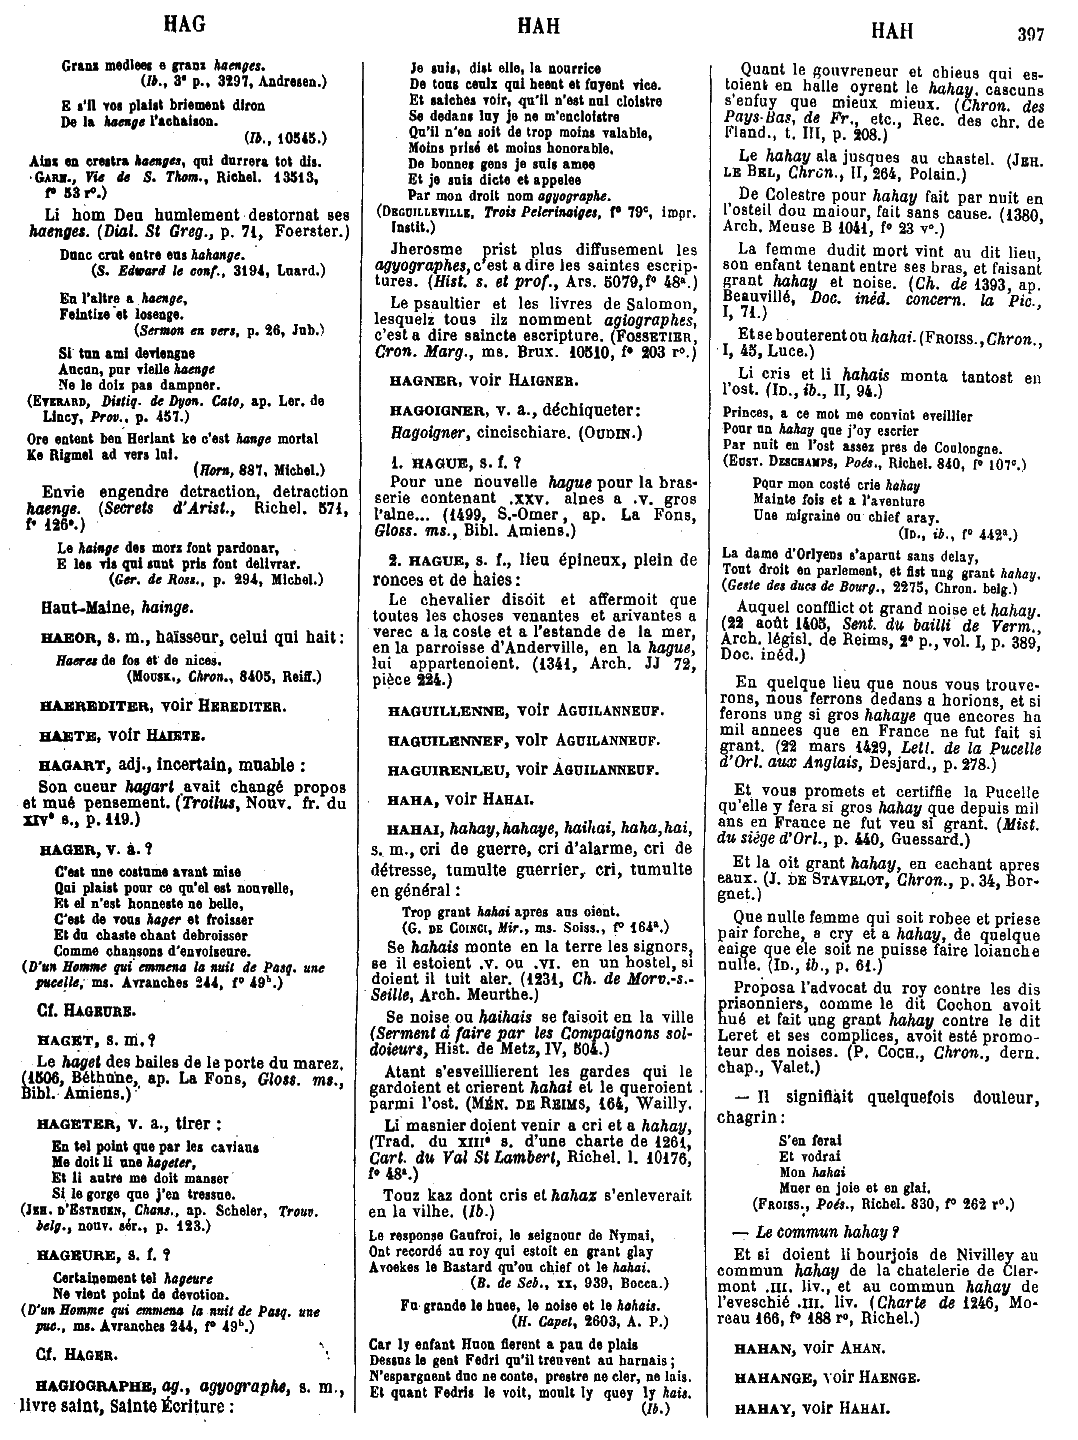 HAG
HAH
HAH
397
Granz medlees e granz haenges.
(Ib., 3e p., 3297, Andresen.)
E s'il vos plaist briement diron
De la haenge l'achaison.
(Ib., 10545.)
Ainz en crestra haenges, qui durrera tot dis.
GARN., Vie de S. Thom., Richel. 13513,
fo 53 ro.)
Li hom Deu humlement destornat ses
haenges. (Dial. St Greg., p. 71, Foerster.)
Dunc crut entre eus hahange.
(S. Edward le conf., 3194, Luard.)
En l'altre a haenge,
Feintize et losenge.
(Sermon en vers, p. 26, Jub.)
Si tun ami deviengne
Aucun, pur vielle haenge
Ne le doiz pas dampner.
(EVERARD, Distiq. de Dyon. Cato, ap. Ler. de
Lincy, Prov., p. 457.)
Ore entent ben Herlant ke c'est hange mortal
Ke Rigmel ad vers lui.
(Horn, 887, Michel.)
Envie engendre detraction, detraction
haenge. (Secrets d'Arist., Richel. 571,
fo 126c.)
Le hainge des morz font pardonar,
E les vis qui sunt pris font delivrar.
(Ger. de Ross., p. 294, Michel.)
Haut-Maine, hainge.
HAEOR, s. m., haïsseur, celui qui hait :
Haeres de fos et de nices.
(MOUSK., Chron., 8405, Reiff.)
HAEREDITER, voir HEREDITER.
HAETE, voir HAIETE.
HAGART, adj., incertain, muable :
Son cueur hagart avait changé propos
et mué pensement. (Troilus, Nouv. fr. du
XIVe s., p. 119.)
HAGER, v. a. ?
C'est une costume avant mise
Qui plaist pour ce qu'el est nouvelle,
Et el n'est honneste ne belle,
C'est de vous hager et froisser
Et du chaste chant debroisser
Comme chansons d'envoiseure.
(D'un Homme qui emmena la nuit de Pasq. une
pucelle, ms. Avranches 244, fo 49b.)
Cf. HAGEURE.
HAGET, s. m. ?
Le haget des bailes de le porte du marez.
(1506, Béthune, ap. La Fons, Gloss. ms.,
Bibl. Amiens.)
HAGETER, v. a., tirer :
En tel point que par les caviaus
Me doit li une hageter,
Et li autre me doit manser
Si le gorge que j'en tressue.
(JEH. D'ESTRUEN, Chans., ap. Scheler, Trouv.
belg., nouv. sér., p. 123.)
HAGEURE, s. f. ?
Certainement tel hageure
Ne vient point de devotion.
(D'un Homme qui emmena la nuit de Pasq. une
puc., ms. Avranches 244, fo 49b.)
Cf. HAGER.
HAGIOGRAPHE, ag., agyographe, s. m.,
livre saint, Sainte Écriture :
Je suis, dist elle, la nourrice
De tous ceulx qui heent et fuyent vice.
Et saiches voir, qu'il n'est nul cloistre
Se dedans luy je ne m'encloistre
Qu'il n'en soit de trop moins valable,
Moins prisé et moins honorable.
De bonnes gens je suis amee
Et je suis dicte et appelee
Par mon droit nom agyographe.
(DEGUILLEVILLE, Trois Pelerinaiges, fo 79c, impr.
Instit.)
Jherosme prist plus diffusement les
agyographes, c'est a dire les saintes escrip-
tures. (Hist. s. et prof., Ars. 5079, fo 48a.)
Le psaultier et les livres de Salomon,
lesquelz tous ilz nomment agiographes,
c'est a dire saincte escripture. (FOSSETIER,
Cron. Marg., ms. Brux. 10510, fo 203 ro.)
HAGNER, voir HAIGNER.
HAGOIGNER, v. a., déchiqueter :
Hagoigner, cincischiare. (OUDIN.)
1. HAGUE, s. f. ?
Pour une nouvelle hague pour la bras-
serie contenant .XXV. alnes a .V. gros
l'alne... (1499, S.-Omer, ap. La Fons,
Gloss. ms., Bibl. Amiens.)
2. HAGUE, s. f., lieu épineux, plein de
ronces et de haies :
Le chevalier disoit et affermoit que
toutes les choses venantes et arivantes a
verec a la coste et a l'estande de la mer,
en la parroisse d'Anderville, en la hague,
lui appartenoient. (1341, Arch. JJ 72,
pièce 224.)
HAGUILLENNE, voir AGUILANNEUF.
HAGUILENNEF, voir AGUILANNEUF.
HAGUIRENLEU, voir AGUILANNEUF.
HAHA, voir HAHAI.
HAHAI, hahay, hahaye, haihai, haha, hai,
s. m., cri de guerre, cri d'alarme, cri de
détresse, tumulte guerrier, cri, tumulte
en général :
Trop grant hahai apres aus oient.
(G. DE COINCI, Mir., ms. Soiss., fo 164a.)
Se hahais monte en la terre les signors,
se il estoient .V. ou .VI. en un hostel, si
doient il tuit aler. (1231, Ch. de Morv.-s.-
Seille, Arch. Meurthe.)
Se noise ou haihais se faisoit en la ville
(Serment à faire par les Compaignons sol-
doieurs, Hist. de Metz, IV, 504.)
Atant s'esveillierent les gardes qui le
gardoient et crierent hahai et le queroient
parmi l'ost. (MÉN. DE REIMS, 164, Wailly.
Li masnier doient venir a cri et a hahay,
(Trad. du XIIIe s. d'une charte de 1261,
Cart. du Val St Lambert, Richel. l. 10176,
fo 48a.)
Touz kaz dont cris et hahaz s'enleverait
en la vilhe. (Ib.)
Le response Gaufroi, le seignour de Nymai,
Ont recordé au roy qui estoit en grant glay
Avoekes le Bastard qu'ou chief ot le hahai.
(B. de Seb., XX, 939, Bocca.)
Fu grande le huee, le noise et le hahais.
(H. Capet, 2603, A. P.)
Car ly enfant Huon fierent a pau de plais
Dessus le gent Fedri qu'il treuvent au harnais ;
N'espargnent duc ne conte, prestre ne cler, ne lais.
Et quant Fedris le voit, moult ly quey ly hais.
(Ib.)
Quant le gouvreneur et chieus qui es-
toient en halle oyrent le hahay, cascuns
s'enfuy que mieux mieux. (Chron. des
Pays-Bas, de Fr., etc., Rec. des chr. de
Fland., t. III, p. 208.)
Le hahay ala jusques au chastel. (JEH.
LE BEL, Chron., II, 264, Polain.)
De Colestre pour hahay fait par nuit en
l'osteil dou maiour, fait sans cause. (1380,
Arch. Meuse B 1041, fo 23 vo.)
La femme dudit mort vint au dit lieu,
son enfant tenant entre ses bras, et faisant
grant hahay et noise. (Ch. de 1393, ap.
Beauvillé, Doc. inéd. concern. la Pic.,
I, 71.)
Et se bouterent ou hahai. (FROISS., Chron.,
I, 45, Luce.)
Li cris et li hahais monta tantost en
l'ost. (ID., ib., II, 94.)
Princes, a ce mot me convint eveillier
Pour un hahay que j'oy escrier
Par nuit en l'ost assez pres de Coulongne.
(EUST. DESCHAMPS, Poés., Richel. 840, fo 107c.)
Pour mon costé crie hahay
Mainte fois et a l'aventure
Une migraine ou chief aray.
(ID., ib., fo 442a.)
La dame d'Orlyens s'aparut sans delay,
Tout droit en parlement, et fist ung grant hahay.
(Geste des ducs de Bourg., 2275, Chron. belg.)
Auquel conflict ot grand noise et hahay.
(22 août 1405, Sent. du bailli de Verm.,
Arch. législ. de Reims, 2e p., vol. I, p. 389,
Doc. inéd.)
En quelque lieu que nous vous trouve-
rons, nous ferrons dedans a horions, et si
ferons ung si gros hahaye que encores ha
mil annees que en France ne fut fait si
grant. (22 mars 1429, Lett. de la Pucelle
d'Orl. aux Anglais, Desjard., p. 278.)
Et vous promets et certiffie la Pucelle
qu'elle y fera si gros hahay que depuis mil
ans en France ne fut veu si grant. (Mist.
du siège d'Orl., p. 440, Guessard.)
Et la oit grant hahay, en cachant apres
eaux. (J. DE STAVELOT, Chron., p. 34, Bor-
gnet.)
Que nulle femme qui soit robee et priese
pair forche, s cry et a hahay, de quelque
eaige que ele soit ne puisse faire loianche
nulle. (ID., ib., p. 61.)
Proposa l'advocat du roy contre les dis
prisonniers, comme le dit Cochon avoit
hué et fait ung grant hahay contre le dit
Leret et ses complices, avoit esté promo-
teur des noises. (P. COCH., Chron., dern.
chap., Valet.)
— Il signifiait quelquefois douleur,
chagrin :
S'en ferai
Et vodrai
Mon hahai
Muer en joie et en glai.
(FROISS., Poés., Richel. 830, fo 262 ro.)
— Le commun hahay ?
Et si doient li bourjois de Nivilley au
commun hahay de la chatelerie de Cler-
mont .III. liv., et au commun hahay de
l'eveschié .III. liv. (Charte de 1246, Mo-
reau 166, fo 188 ro, Richel.)
HAHAN, voir AHAN.
HAHANGE, voir HAENGE.
HAHAY, voir HAHAI.